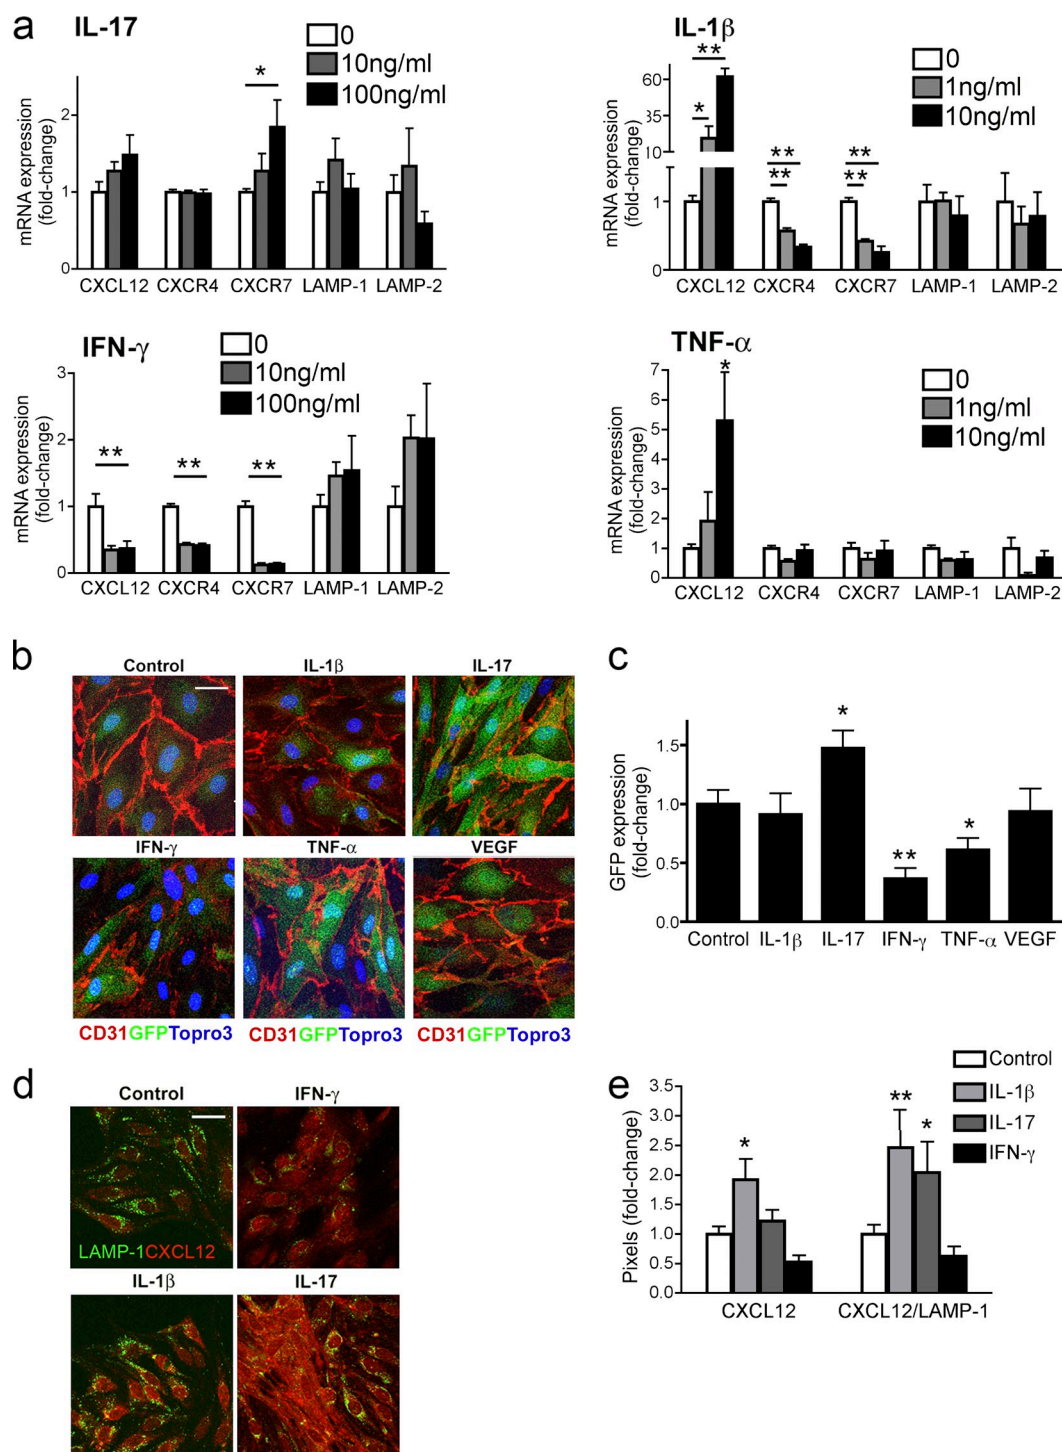 a
IL-17
0
10ng/ml
100ng/ml
mRNA expression
(fold-change)
2
1
0
*
CXCL12 CXCR4 CXCR7 LAMP-1 LAMP-2
IL-1β
0
1ng/ml
10ng/ml
mRNA expression
(fold-change)
60
35
10
1
0
**
*
** **
** **
CXCL12 CXCR4 CXCR7 LAMP-1 LAMP-2
IFN-γ
0
10ng/ml
100ng/ml
mRNA expression
(fold-change)
3
2
1
0
** ** **
CXCL12 CXCR4 CXCR7 LAMP-1 LAMP-2
TNF-α
0
1ng/ml
10ng/ml
mRNA expression
(fold-change)
7
6
5
4
3
2
1
0
*
CXCL12 CXCR4 CXCR7 LAMP-1 LAMP-2
b
Control IL-1β IL-17
IFN-γ TNF-α VEGF
CD31GFPTopro3 CD31GFPTopro3 CD31GFPTopro3
c
GFP expression
(fold-change)
1.5
1.0
0.5
0.0
*
**
*
Control IL-1β IL-17 IFN-γ TNF-α VEGF
d
Control IFN-γ
LAMP-1CXCL12
IL-1β IL-17
e
Control
IL-1β
IL-17
IFN-γ
Pixels (fold-change)
3.5
3.0
2.5
2.0
1.5
1.0
0.5
0.0
* ** *
CXCL12 CXCL12/LAMP-1